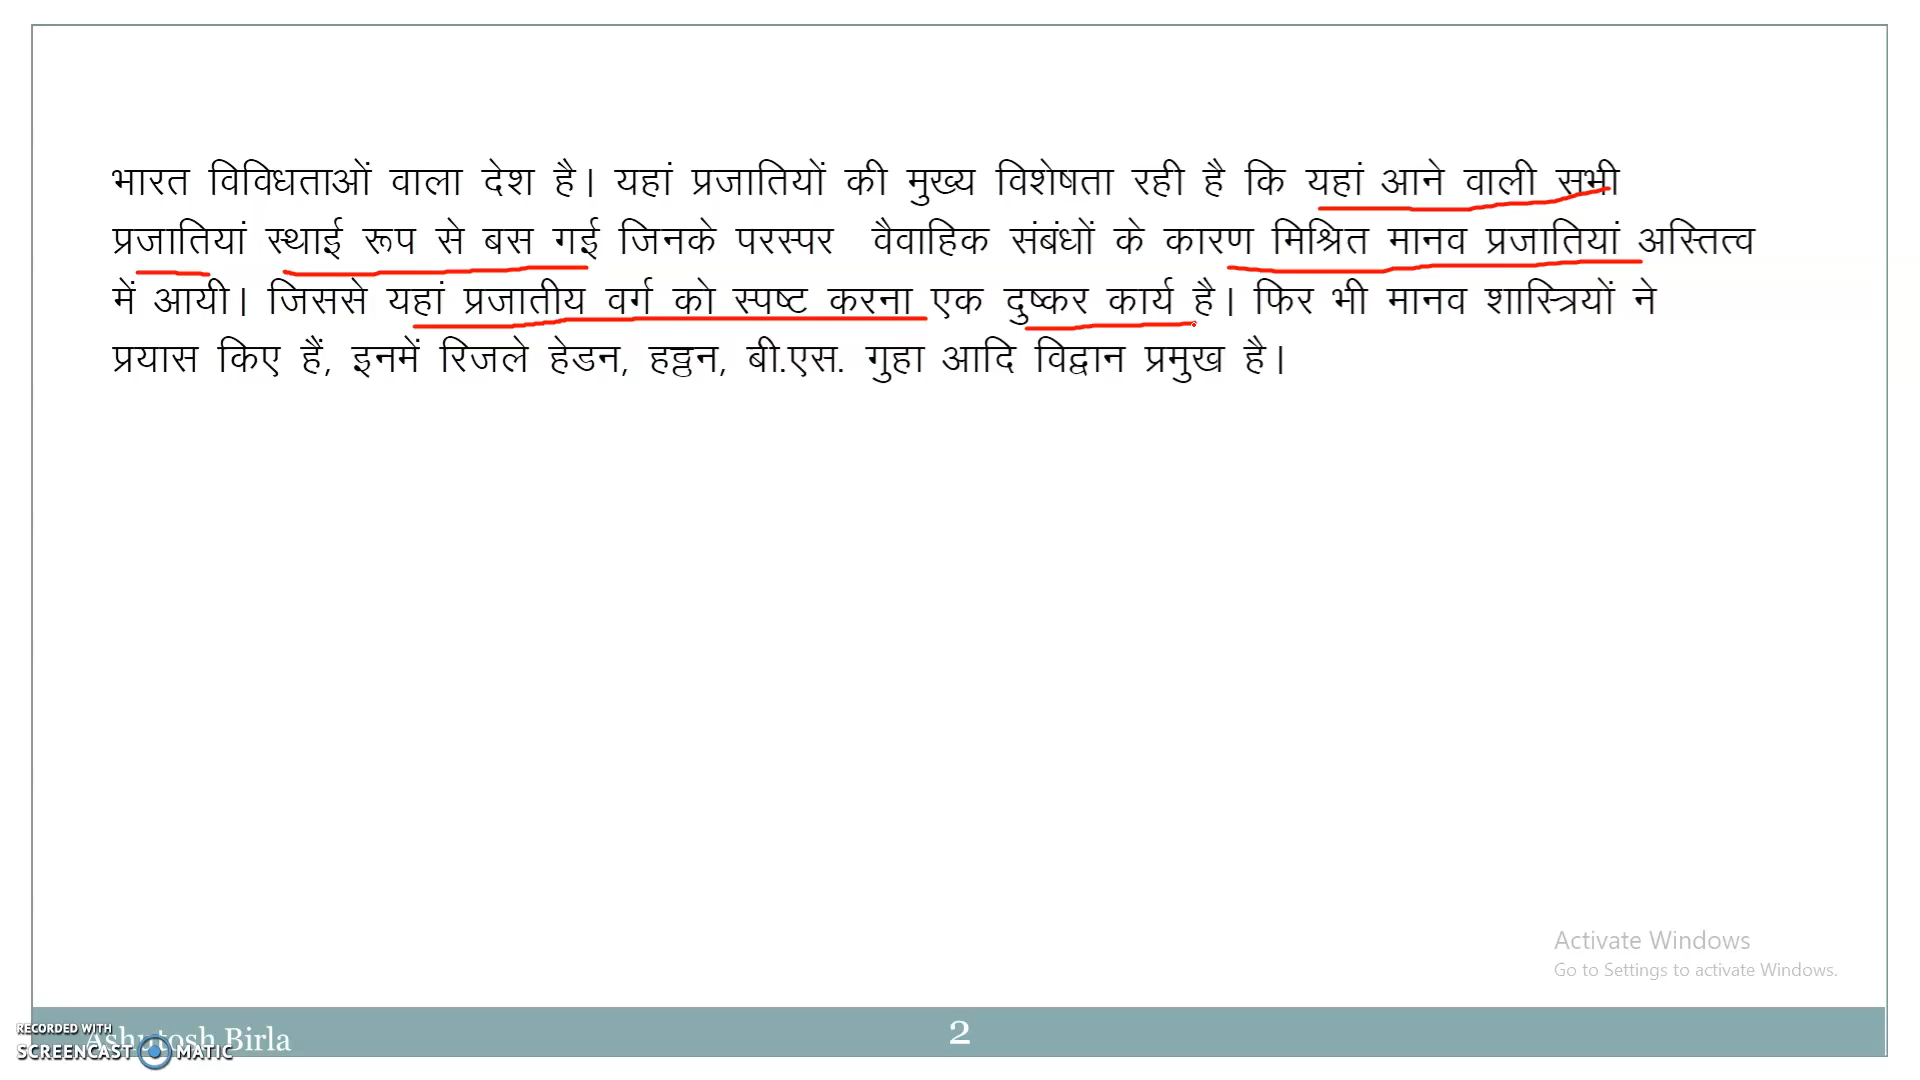 भारत विविधताओं वाला देश है। यहां प्रजातियों की मुख्य विशेषता रही है कि यहां आने वाली सभी
प्रजातियां स्थाई रूप से बस गई जिनके परस्पर वैवाहिक संबंधों के कारण मिश्रित मानव प्रजातियां अस्तित्व
में आयी। जिससे यहां प्रजातीय वर्ग को स्पष्ट करना एक दुष्कर कार्य है। फिर भी मानव शास्त्रियों ने
प्रयास किए हैं, इनमें रिजले हेडन, हट्टन, बी.एस. गुहा आदि विद्वान प्रमुख है।
Activate Windows
Go to Settings to activate Windows.
RECORDED WITH
Ashutosh Birla
2
SCREENCAST MATIC